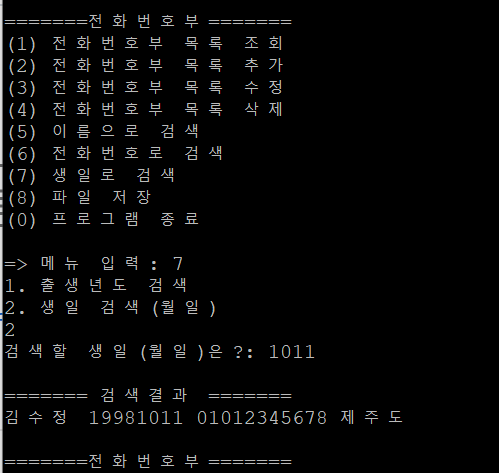 =======전화번호부=======
(1) 전화번호부 목록 조회
(2) 전화번호부 목록 추가
(3) 전화번호부 목록 수정
(4) 전화번호부 목록 삭제
(5) 이름으로 검색
(6) 전화번호로 검색
(7) 생일로 검색
(8) 파일 저장
(0) 프로그램 종료
=> 메뉴 입력: 7
1. 출생년도 검색
2. 생일 검색(월일)
2
검색할 생일(월일)은?: 1011
======= 검색결과 =======
김수정 19981011 01012345678 제주도
=======전화번호부=======